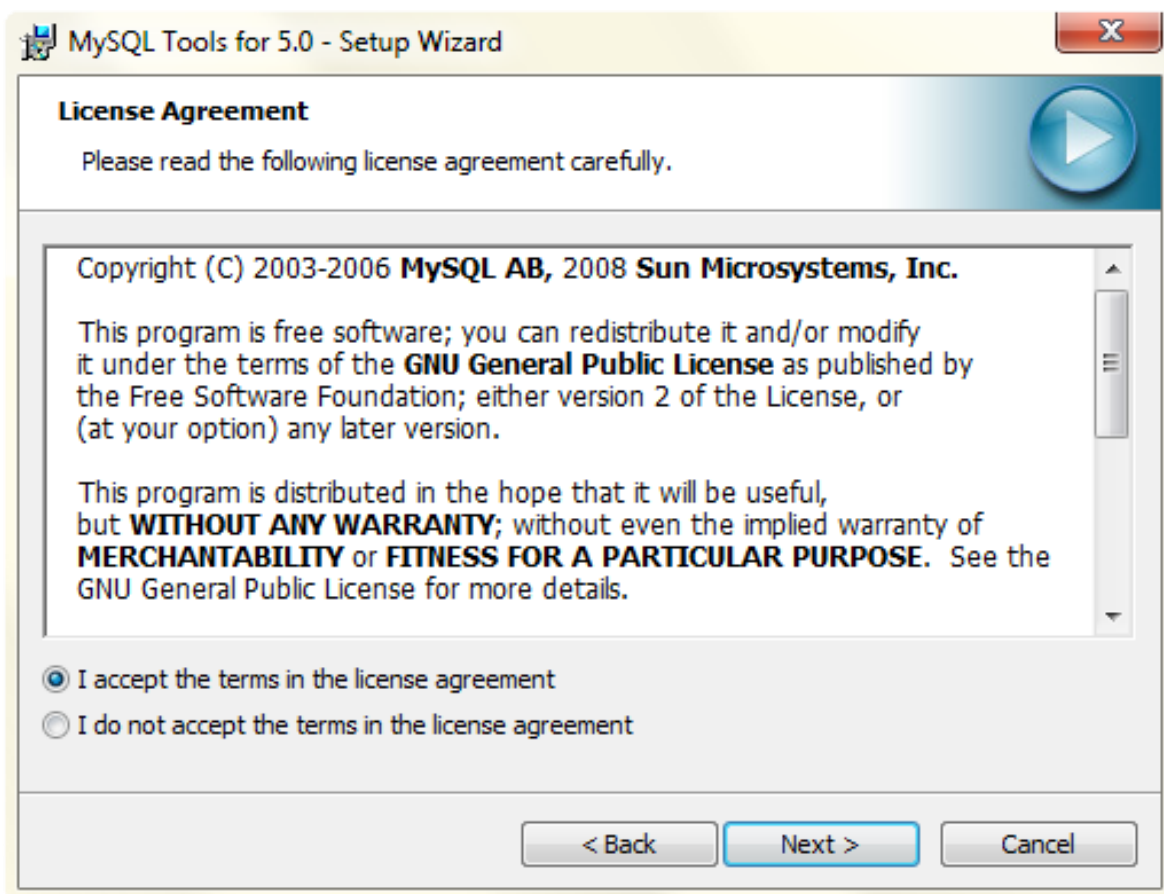 MySQL Tools for 5.0 - Setup Wizard
License Agreement
Please read the following license agreement carefully.
Copyright (C) 2003-2006 MySQL AB, 2008 Sun Microsystems, Inc.
This program is free software; you can redistribute it and/or modify
it under the terms of the GNU General Public License as published by
the Free Software Foundation; either version 2 of the License, or
(at your option) any later version.
This program is distributed in the hope that it will be useful,
but WITHOUT ANY WARRANTY; without even the implied warranty of
MERCHANTABILITY or FITNESS FOR A PARTICULAR PURPOSE.  See the
GNU General Public License for more details.
I accept the terms in the license agreement
I do not accept the terms in the license agreement
< Back Next > Cancel